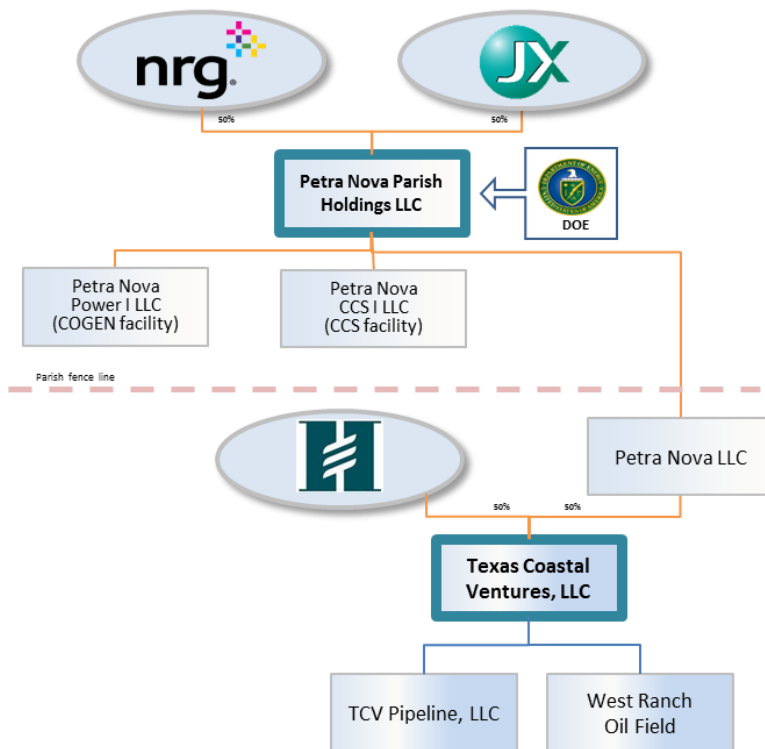 nrg
JX
50%
50%
Petra Nova Parish
Holdings LLC
DOE
Petra Nova
Power I LLC
(COGEN facility)
Petra Nova
CCS I LLC
(CCS facility)
Parish fence line
H
Petra Nova LLC
50%
50%
Texas Coastal
Ventures, LLC
TCV Pipeline, LLC
West Ranch
Oil Field